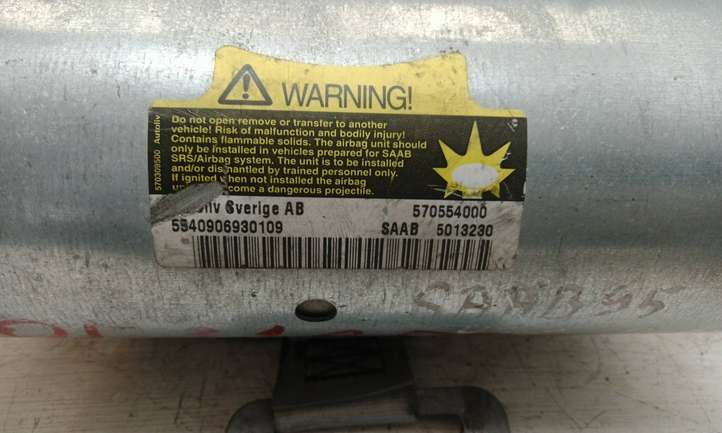 WARNING!
Do not open remove or transfer to another
vehicle! Risk of malfunction and bodily injury!
Contains flammable solids. The airbag unit should
only be installed in vehicles prepared for SAAB
SRS/Airbag system. The unit is to be installed
and/or dismantled by trained personnel only.
If ignited when not installed the airbag
come a dangerous projectile.
570309500 Autoliv
Sverige AB 570554000
5540906930109 SAAB 5013230
SAAB 95